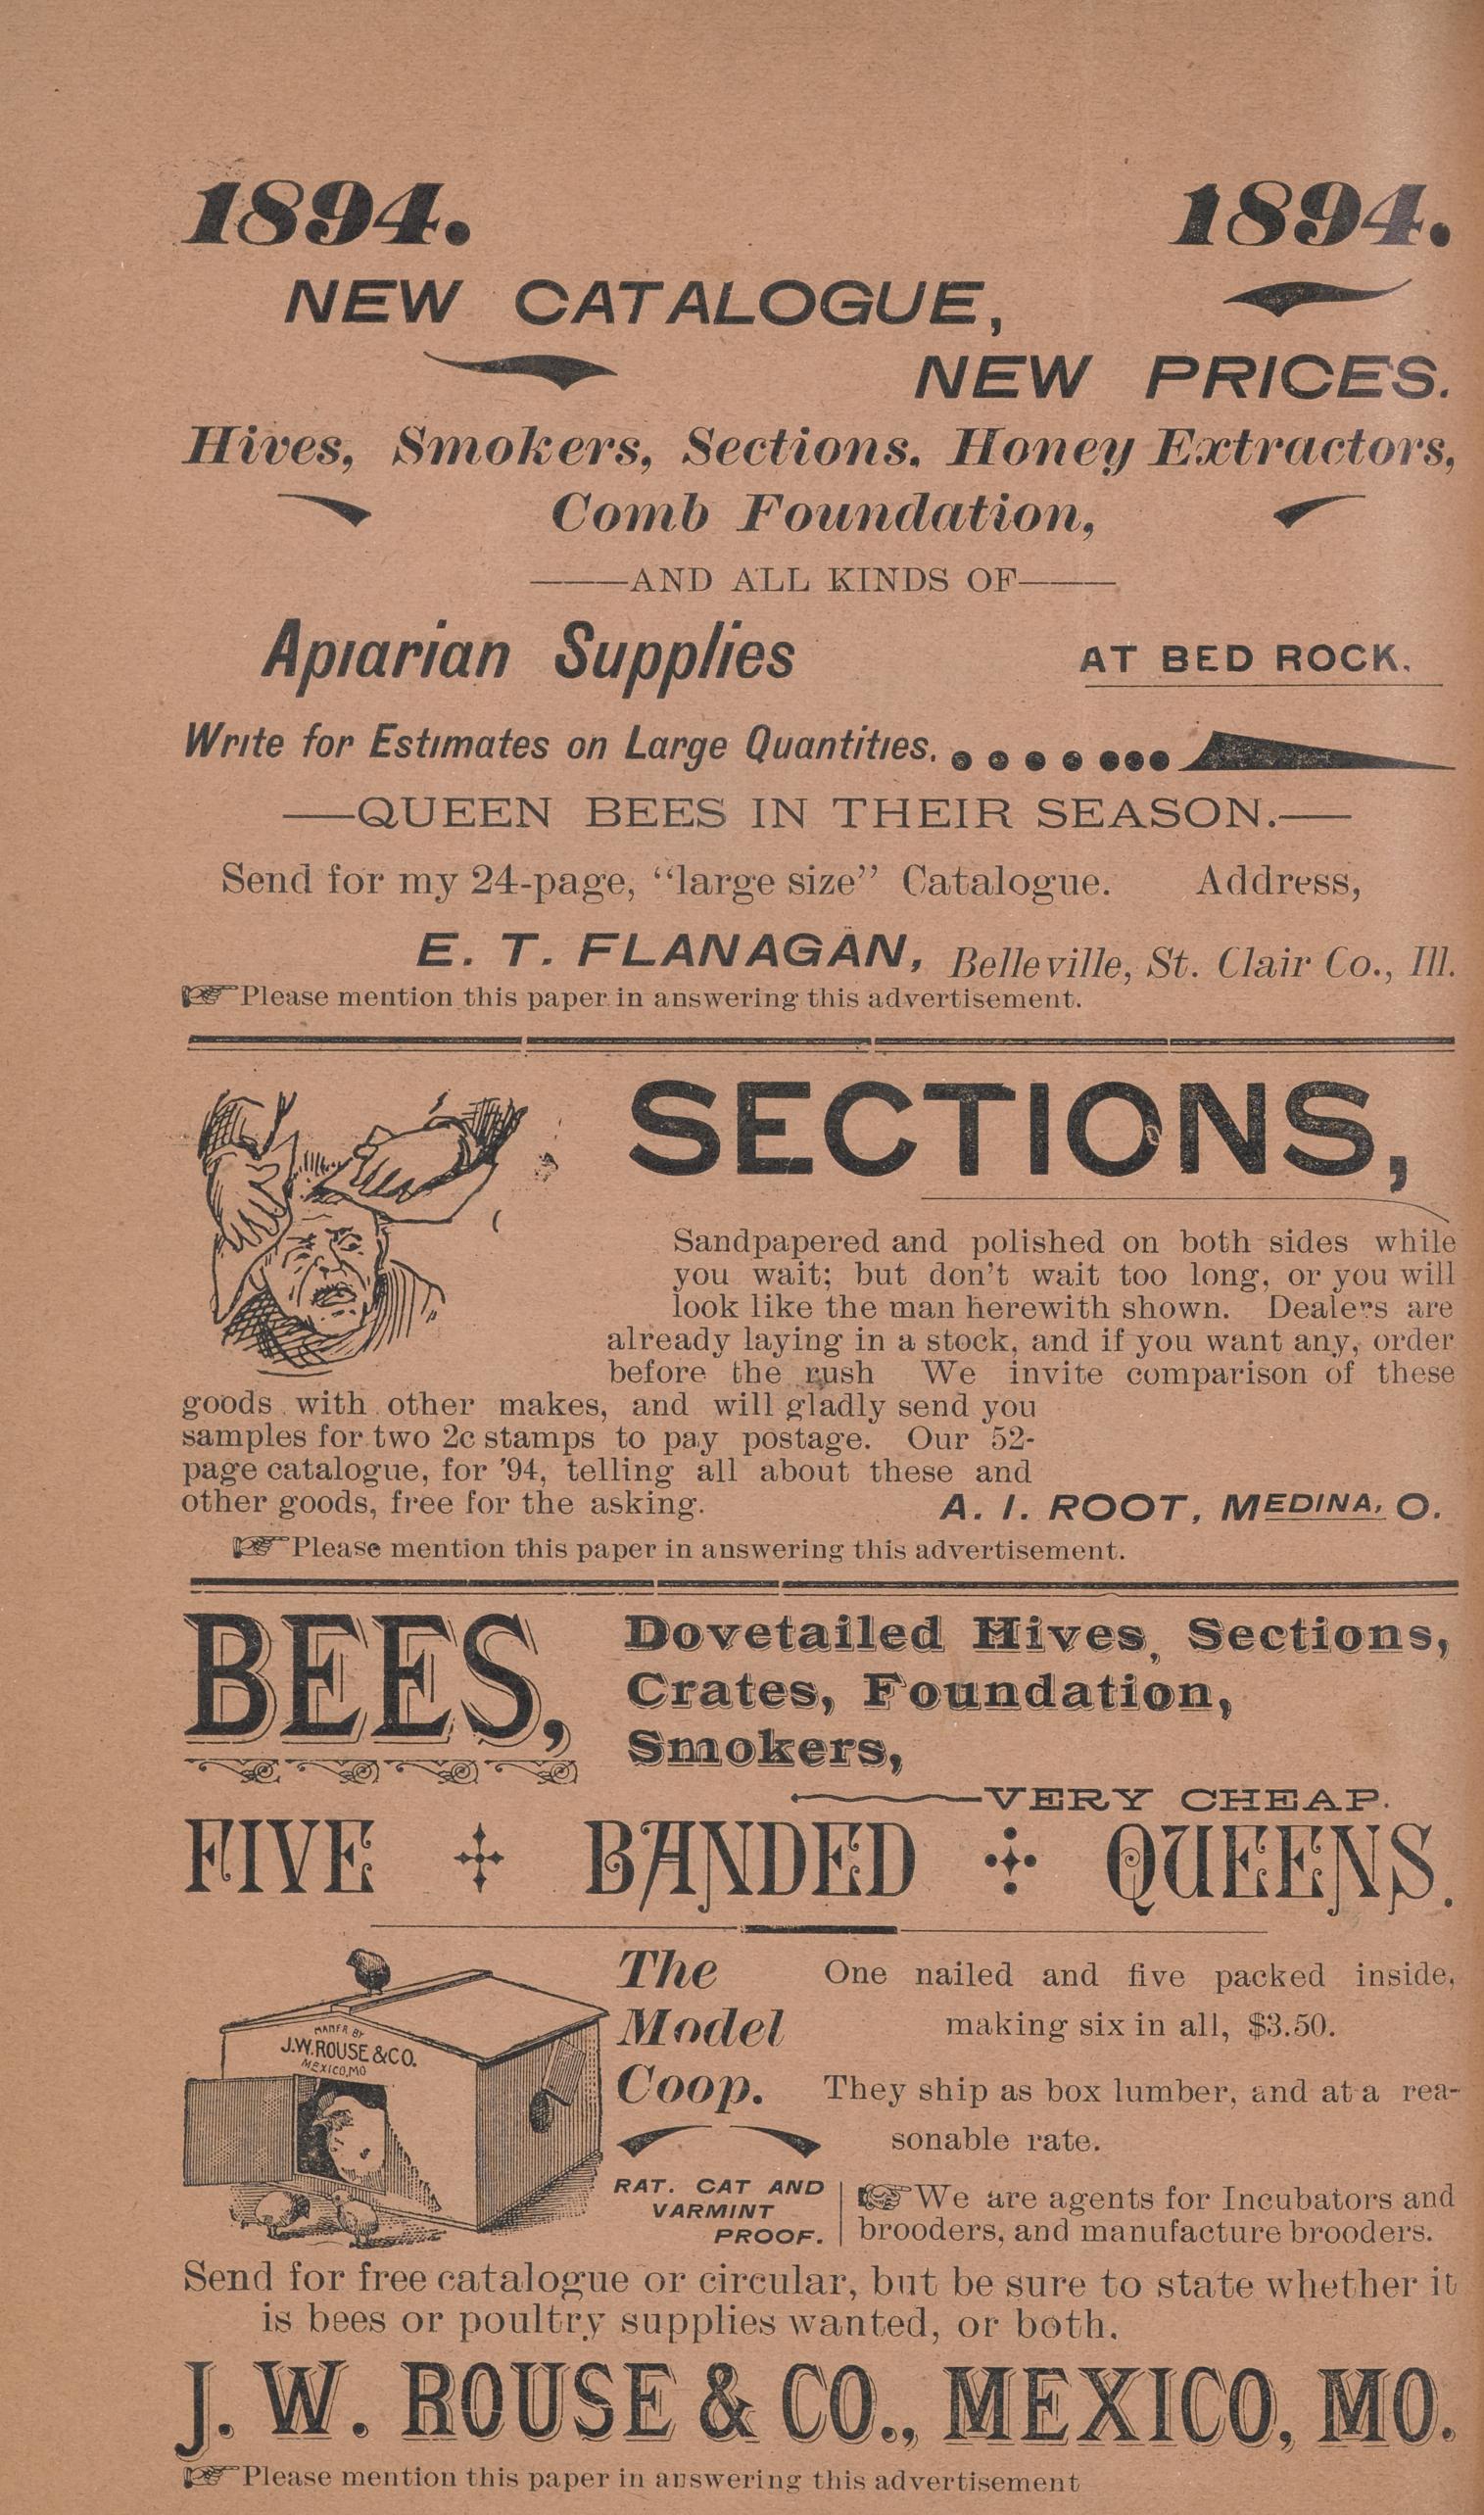 1894. 1894.
NEW CATALOGUE,
NEW PRICES.
Hives, Smokers, Sections. Honey Extractors,
Comb Foundation,
———AND ALL KINDS OF———
Apiarian Supplies AT BED ROCK.
Write for Estimates on Large Quantities. . . . . . . .
—QUEEN BEES IN THEIR SEASON.—
Send for my 24-page, “large size” Catalogue. Address,
E. T. FLANAGAN, Belleville, St. Clair Co., Ill.
☞Please mention this paper in answering this advertisement.
SECTIONS,
Sandpapered and polished on both sides while
you wait; but don’t wait too long, or you will
look like the man herewith shown. Dealers are
already laying in a stock, and if you want any, order
before the rush We invite comparison of these
goods with other makes, and will gladly send you
samples for two 2c stamps to pay postage. Our 52-
page catalogue, for ’94, telling all about these and
other goods, free for the asking. A. I. ROOT, MEDINA, O.
☞Please mention this paper in answering this advertisement.
BEES, Dovetailed Hives, Sections,
Crates, Foundation,
Smokers,
VERY CHEAP.
FIVE BANDED QUEENS.
MANFR BY
J.W.ROUSE &CO.
MEXICO,MO
The
Model
Coop.
RAT. CAT AND
VARMINT
PROOF.
One nailed and five packed inside,
making six in all, $3.50.
They ship as box lumber, and at a rea-
sonable rate.
☞We are agents for Incubators and
brooders, and manufacture brooders.
Send for free catalogue or circular, but be sure to state whether it
is bees or poultry supplies wanted, or both.
J. W. ROUSE & CO., MEXICO, MO.
☞Please mention this paper in answering this advertisement